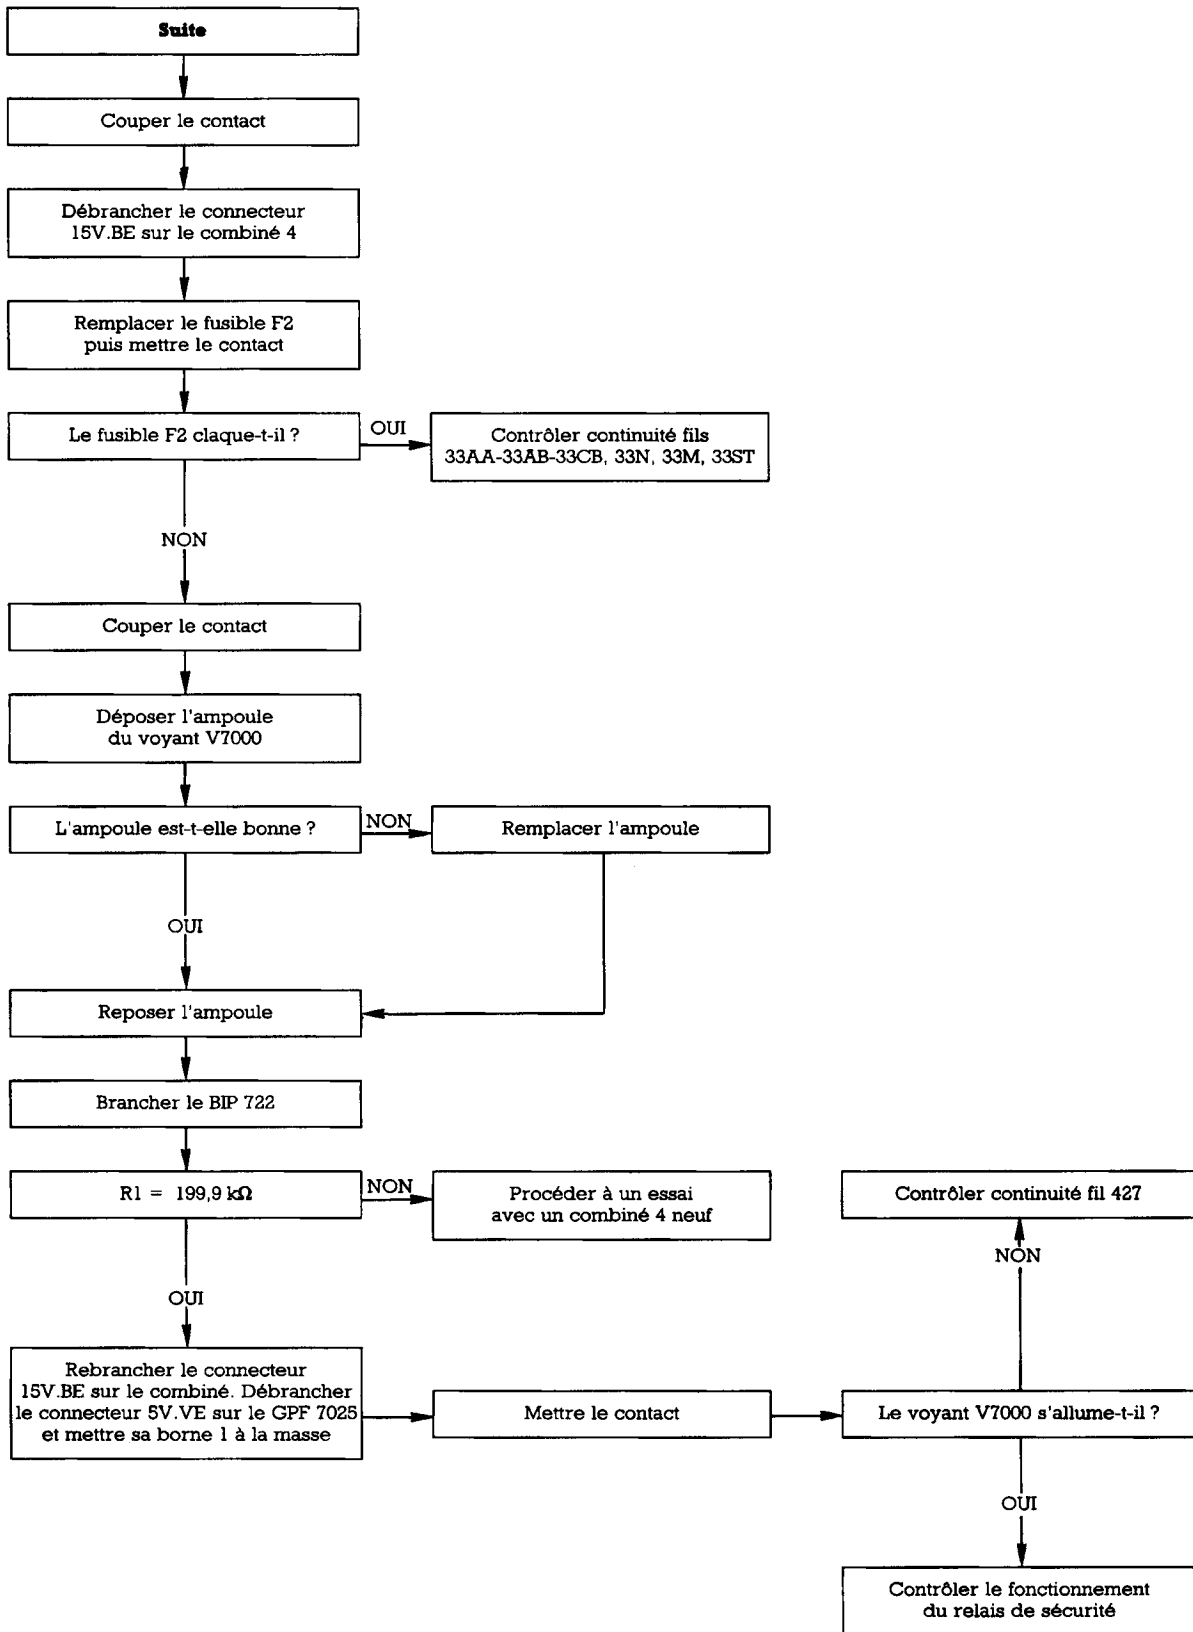 Suite
Couper le contact
Débrancher le connecteur
15V.BE sur le combiné 4
Remplacer le fusible F2
puis mettre le contact
Le fusible F2 claque-t-il ?
OUI
Contrôler continuité fils
33AA-33AB-33CB, 33N, 33M, 33ST
NON
Couper le contact
Déposer l'ampoule
du voyant V7000
L'ampoule est-t-elle bonne ?
NON
Remplacer l'ampoule
OUI
Reposer l'ampoule
Brancher le BIP 722
R1 = 199,9 kΩ
NON
Procéder à un essai
avec un combiné 4 neuf
Contrôler continuité fil 427
NON
OUI
Rebrancher le connecteur
15V.BE sur le combiné. Débrancher
le connecteur 5V.VE sur le GPF 7025
et mettre sa borne 1 à la masse
Mettre le contact
Le voyant V7000 s'allume-t-il ?
OUI
Contrôler le fonctionnement
du relais de sécurité